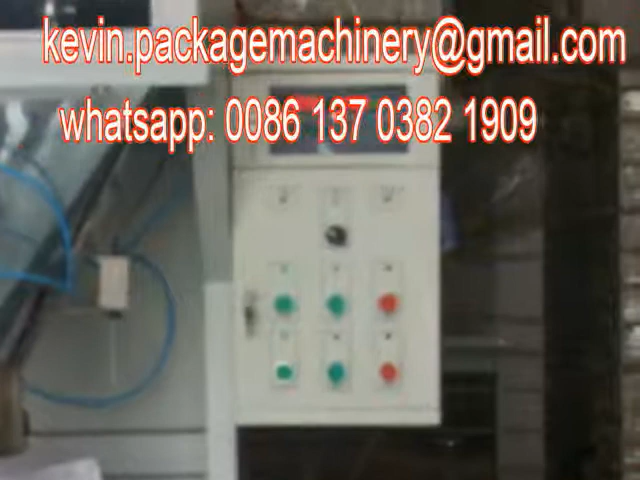 kevin.packagemachinery@gmail.com
whatsapp: 0086 137 0382 1909